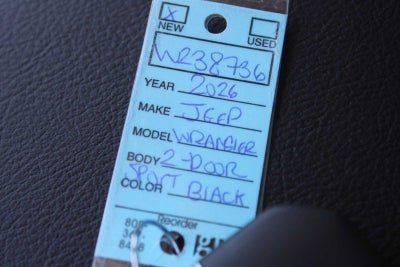 X
NEW USED
W238736
YEAR 2026
MAKE JEEP
MODEL WRANGLER
BODY 2-DOOR
COLOR SPORT BLACK
Reorder